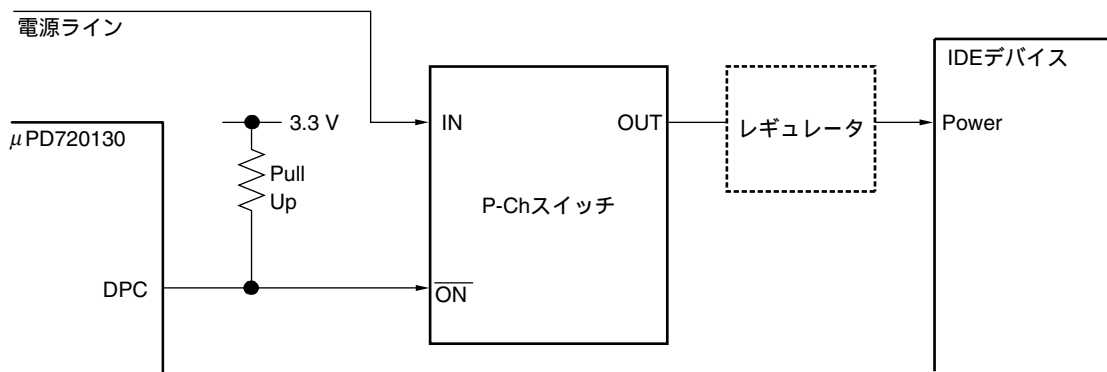 電源ライン
IDEデバイス
μPD720130
3.3 V
IN
OUT
レギュレータ
Power
Pull
Up
P-Chスイッチ
DPC
O̅N̅